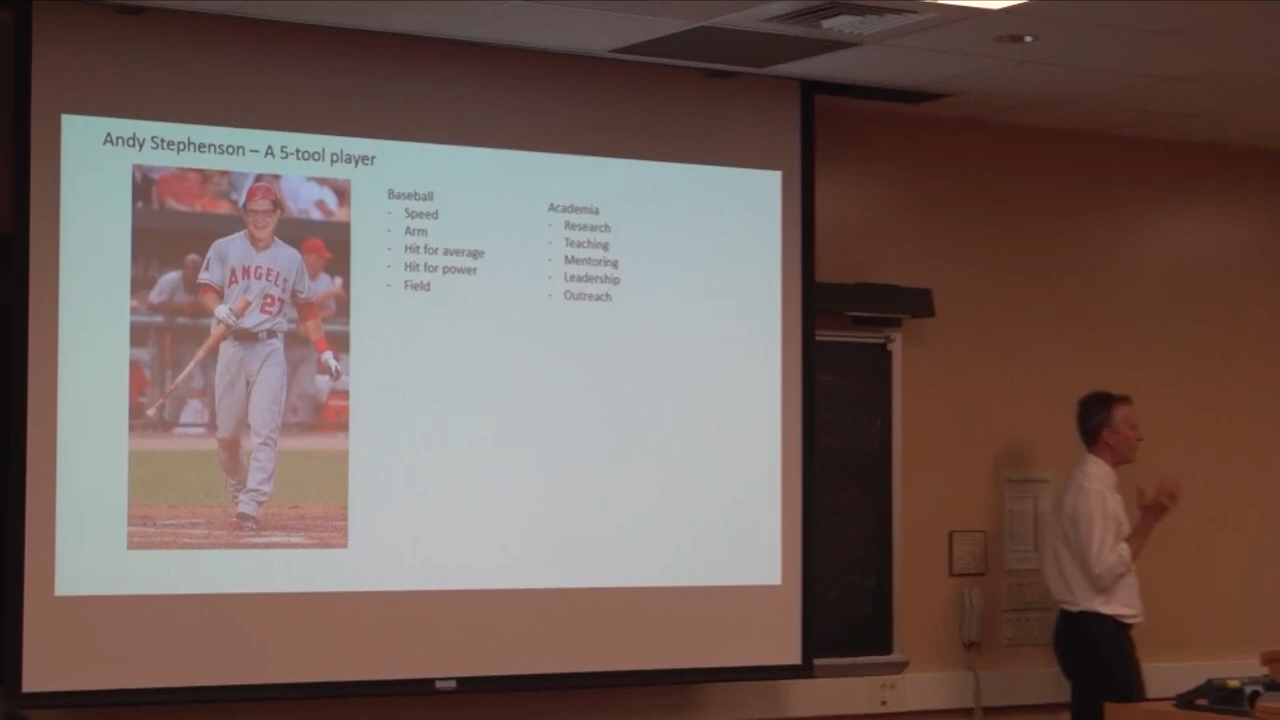 Andy Stephenson – A 5-tool player
ANGELS
27
Baseball
- Speed
- Arm
- Hit for average
- Hit for power
- Field
Academia
- Research
- Teaching
- Mentoring
- Leadership
- Outreach